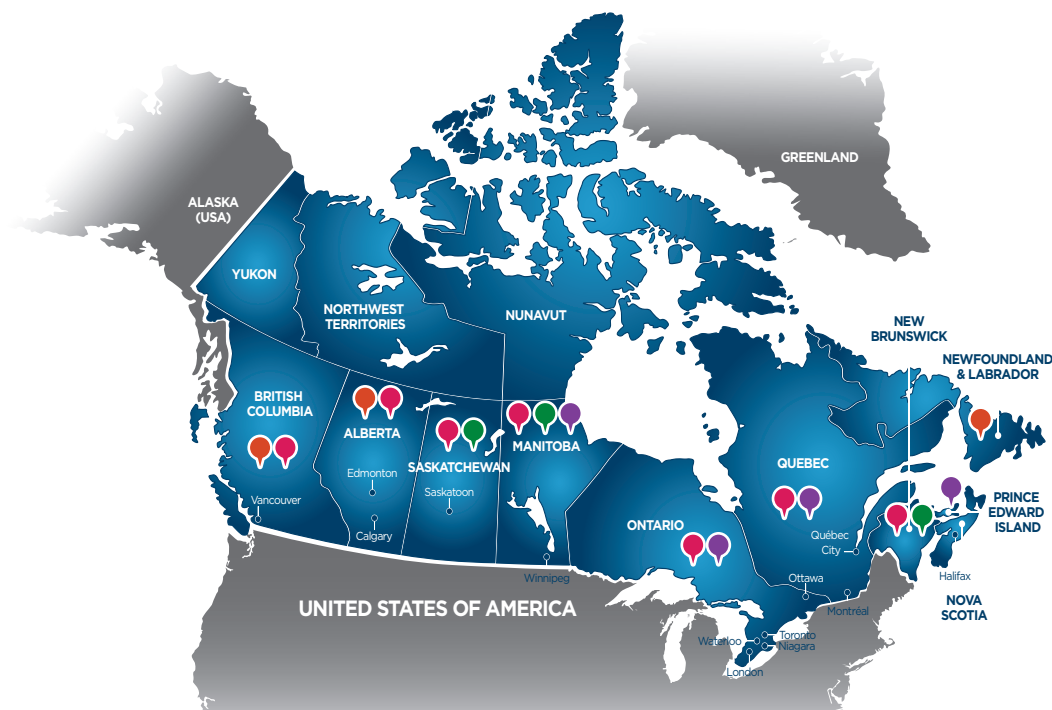 GREENLAND
ALASKA
(USA)
YUKON
NORTHWEST
TERRITORIES
NUNAVUT
NEW
BRUNSWICK
NEWFOUNDLAND
& LABRADOR
BRITISH
COLUMBIA
ALBERTA
SASKATCHEWAN
MANITOBA
QUEBEC
Edmonton
Saskatoon
Vancouver
Calgary
ONTARIO
PRINCE
EDWARD
ISLAND
Québec
City
Winnipeg
Ottawa
Halifax
Montréal
NOVA
SCOTIA
UNITED STATES OF AMERICA
Waterloo
Toronto
Niagara
London